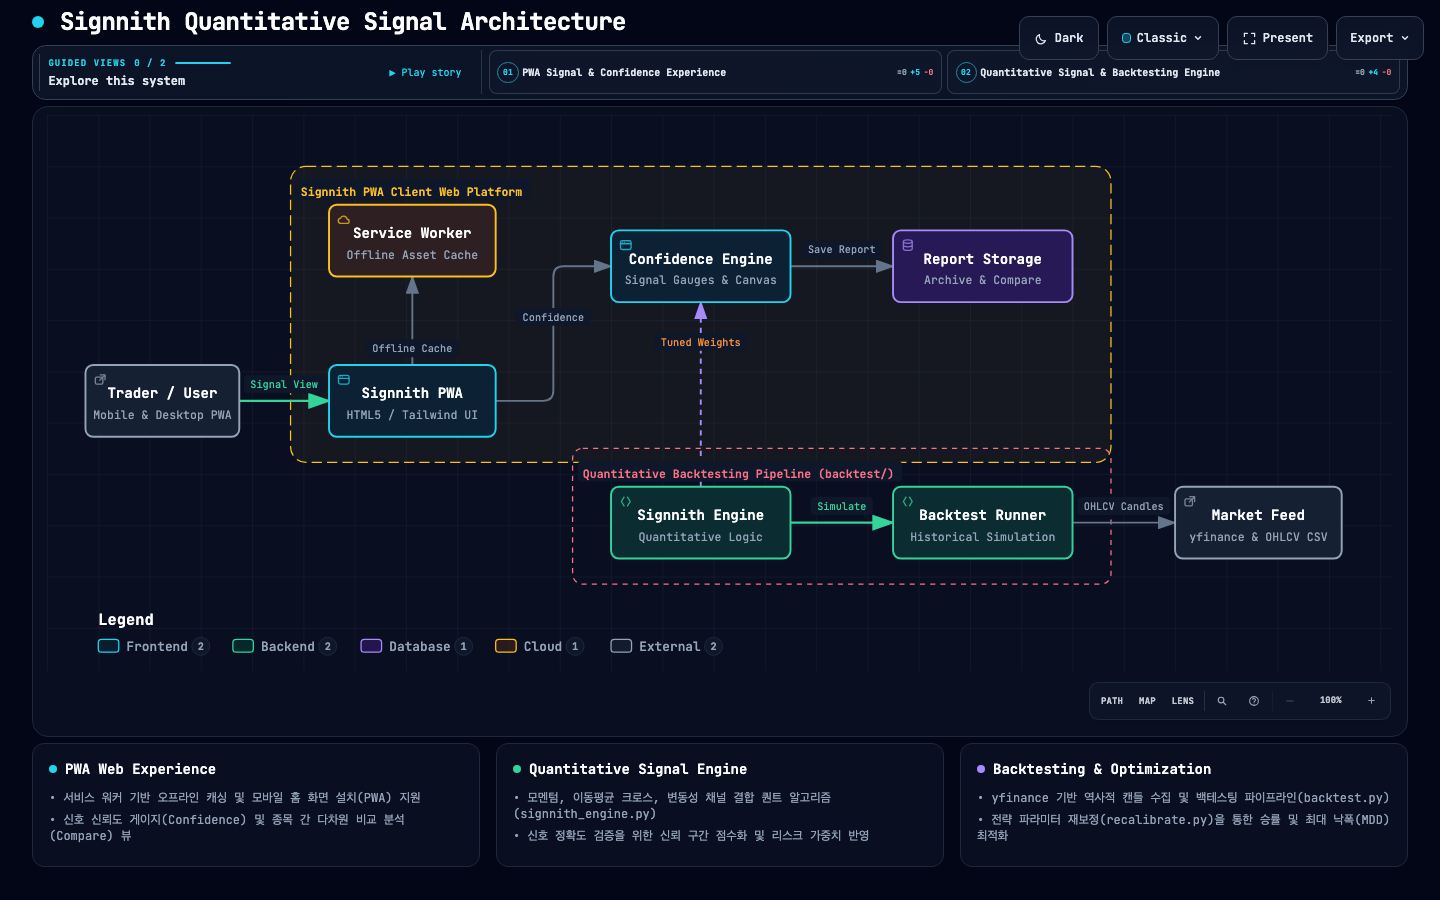 Signnith Quantitative Signal Architecture
Dark
Classic
Present
Export
GUIDED VIEWS 0 / 2
Explore this system
▶ Play story
01 PWA Signal & Confidence Experience
=0 +5 -0
02 Quantitative Signal & Backtesting Engine
=0 +4 -0
Signnith PWA Client Web Platform
Service Worker
Offline Asset Cache
Confidence Engine
Signal Gauges & Canvas
Save Report
Report Storage
Archive & Compare
Confidence
Tuned Weights
Offline Cache
Trader / User
Mobile & Desktop PWA
Signal View
Signnith PWA
HTML5 / Tailwind UI
Quantitative Backtesting Pipeline (backtest/)
Signnith Engine
Quantitative Logic
Simulate
Backtest Runner
Historical Simulation
OHLCV Candles
Market Feed
yfinance & OHLCV CSV
Legend
Frontend 2
Backend 2
Database 1
Cloud 1
External 2
PATH
MAP
LENS
−
100%
+
PWA Web Experience
• 서비스 워커 기반 오프라인 캐싱 및 모바일 홈 화면 설치(PWA) 지원
• 신호 신뢰도 게이지(Confidence) 및 종목 간 다차원 비교 분석
(Compare) 뷰
Quantitative Signal Engine
• 모멘텀, 이동평균 크로스, 변동성 채널 결합 퀀트 알고리즘
(signnith_engine.py)
• 신호 정확도 검증을 위한 신뢰 구간 점수화 및 리스크 가중치 반영
Backtesting & Optimization
• yfinance 기반 역사적 캔들 수집 및 백테스팅 파이프라인(backtest.py)
• 전략 파라미터 재보정(recalibrate.py)을 통한 승률 및 최대 낙폭(MDD)
최적화